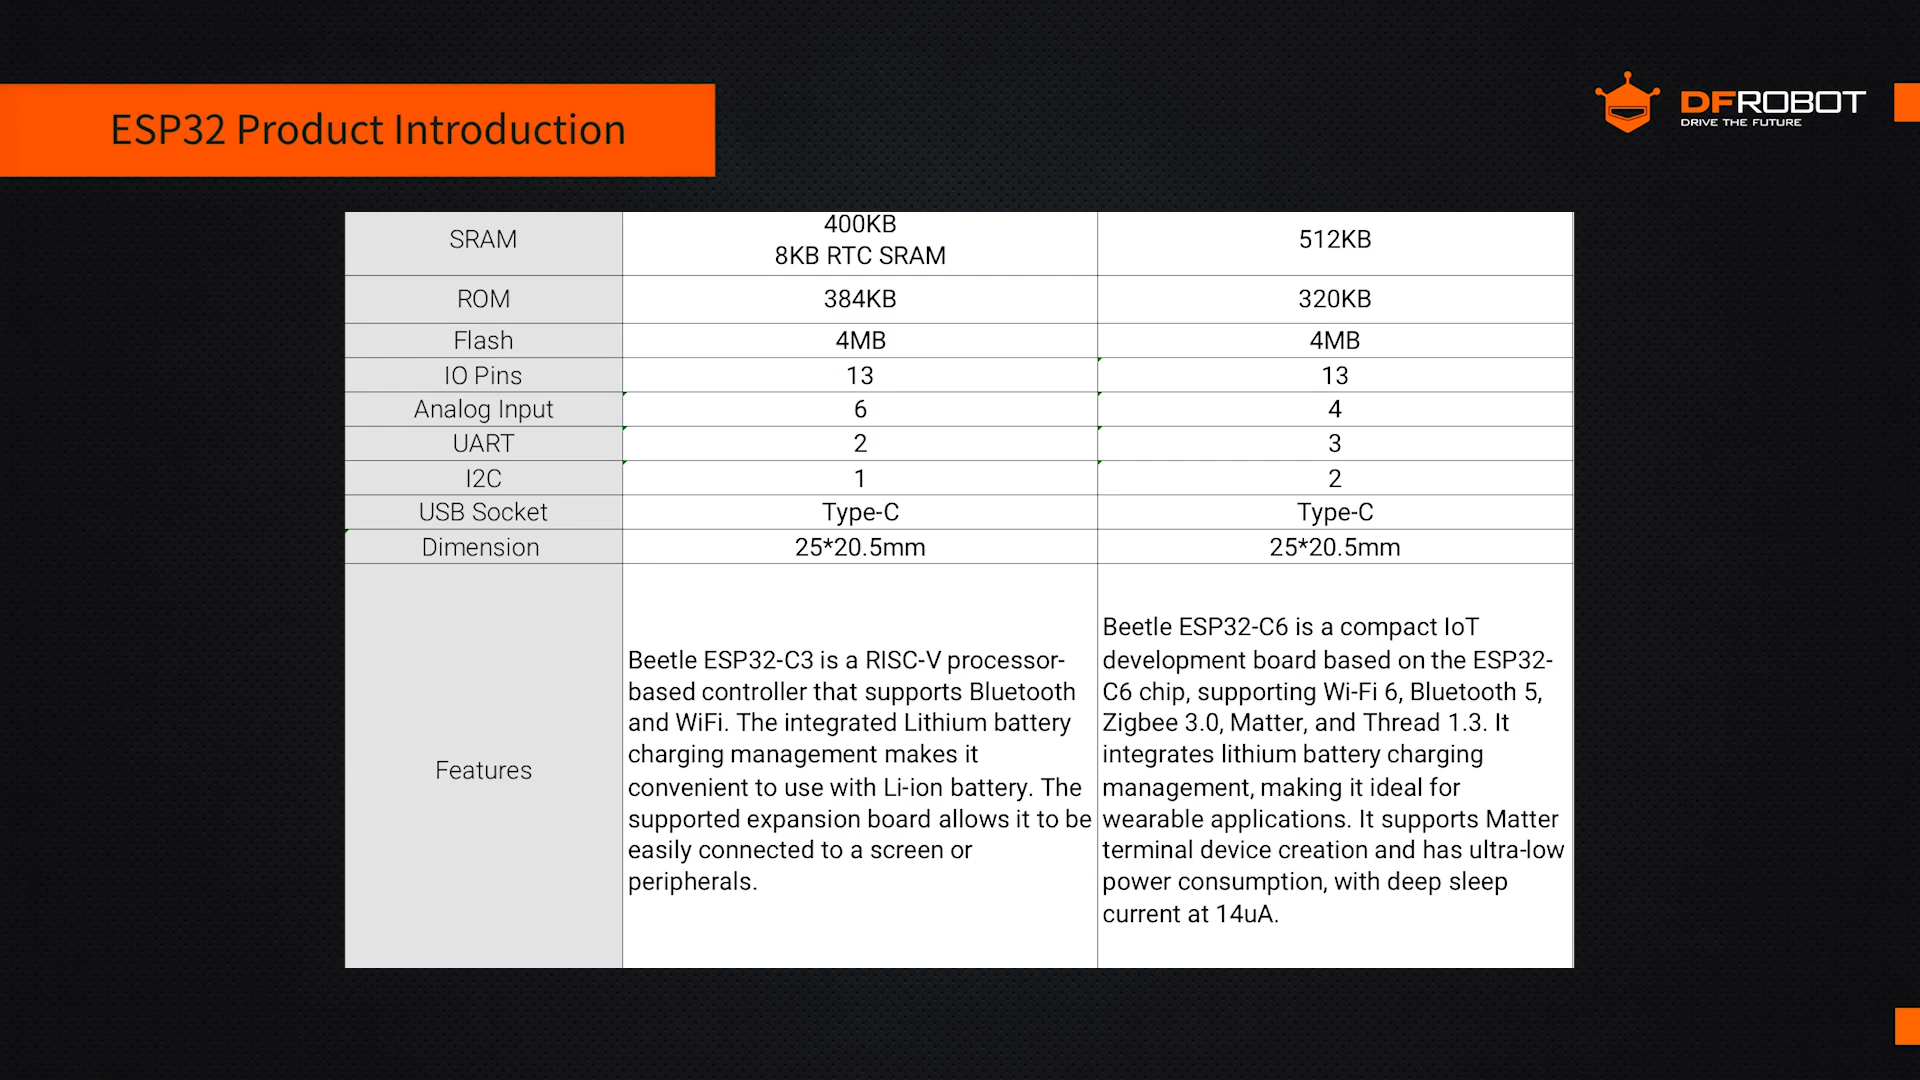 ESP32 Product Introduction
DFROBOT
DRIVE THE FUTURE
SRAM
400KB
8KB RTC SRAM
512KB
ROM
384KB
320KB
Flash
4MB
4MB
IO Pins
13
13
Analog Input
6
4
UART
2
3
I2C
1
2
USB Socket
Type-C
Type-C
Dimension
25*20.5mm
25*20.5mm
Features
Beetle ESP32-C3 is a RISC-V processor-
based controller that supports Bluetooth
and WiFi. The integrated Lithium battery
charging management makes it
convenient to use with Li-ion battery. The
supported expansion board allows it to be
easily connected to a screen or
peripherals.
Beetle ESP32-C6 is a compact IoT
development board based on the ESP32-
C6 chip, supporting Wi-Fi 6, Bluetooth 5,
Zigbee 3.0, Matter, and Thread 1.3. It
integrates lithium battery charging
management, making it ideal for
wearable applications. It supports Matter
terminal device creation and has ultra-low
power consumption, with deep sleep
current at 14uA.